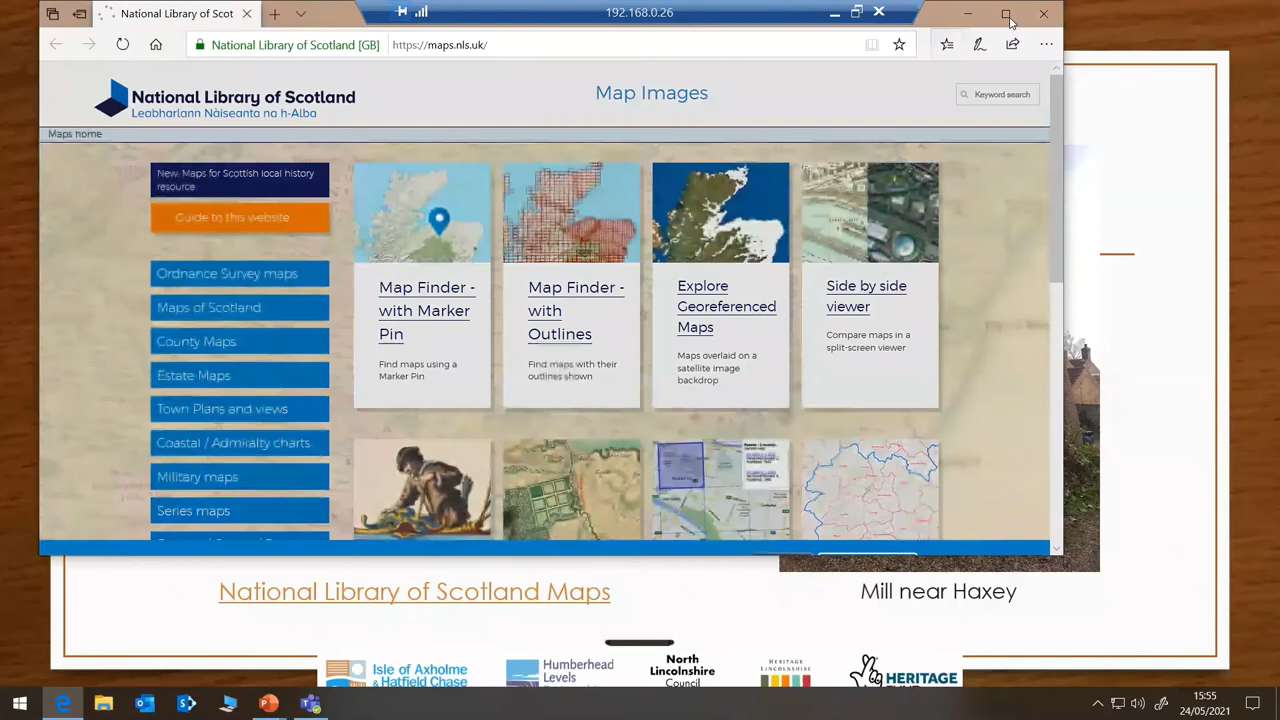 National Library of Scot
192.168.0.26
National Library of Scotland [GB]
https://maps.nls.uk/
National Library of Scotland
Leabharlann Nàiseanta na h-Alba
Map Images
Keyword search
Maps home
New: Maps for Scottish local history
resource
Guide to this website
Ordnance Survey maps
Maps of Scotland
County Maps
Estate Maps
Town Plans and views
Coastal / Admiralty charts
Military maps
Series maps
Map Finder -
with Marker
Pin
Find maps using a
Marker Pin
Map Finder -
with
Outlines
Find maps with their
outlines shown
Explore
Georeferenced
Maps
Maps overlaid on a
satellite image
backdrop
Side by side
viewer
Compare maps in a
split-screen viewer
National Library of Scotland Maps
Mill near Haxey
Isle of Axholme
& Hatfield Chase
Humberhead
Levels
North
Lincolnshire
Council
HERITAGE
LINCOLNSHIRE
HERITAGE
15:55
24/05/2021